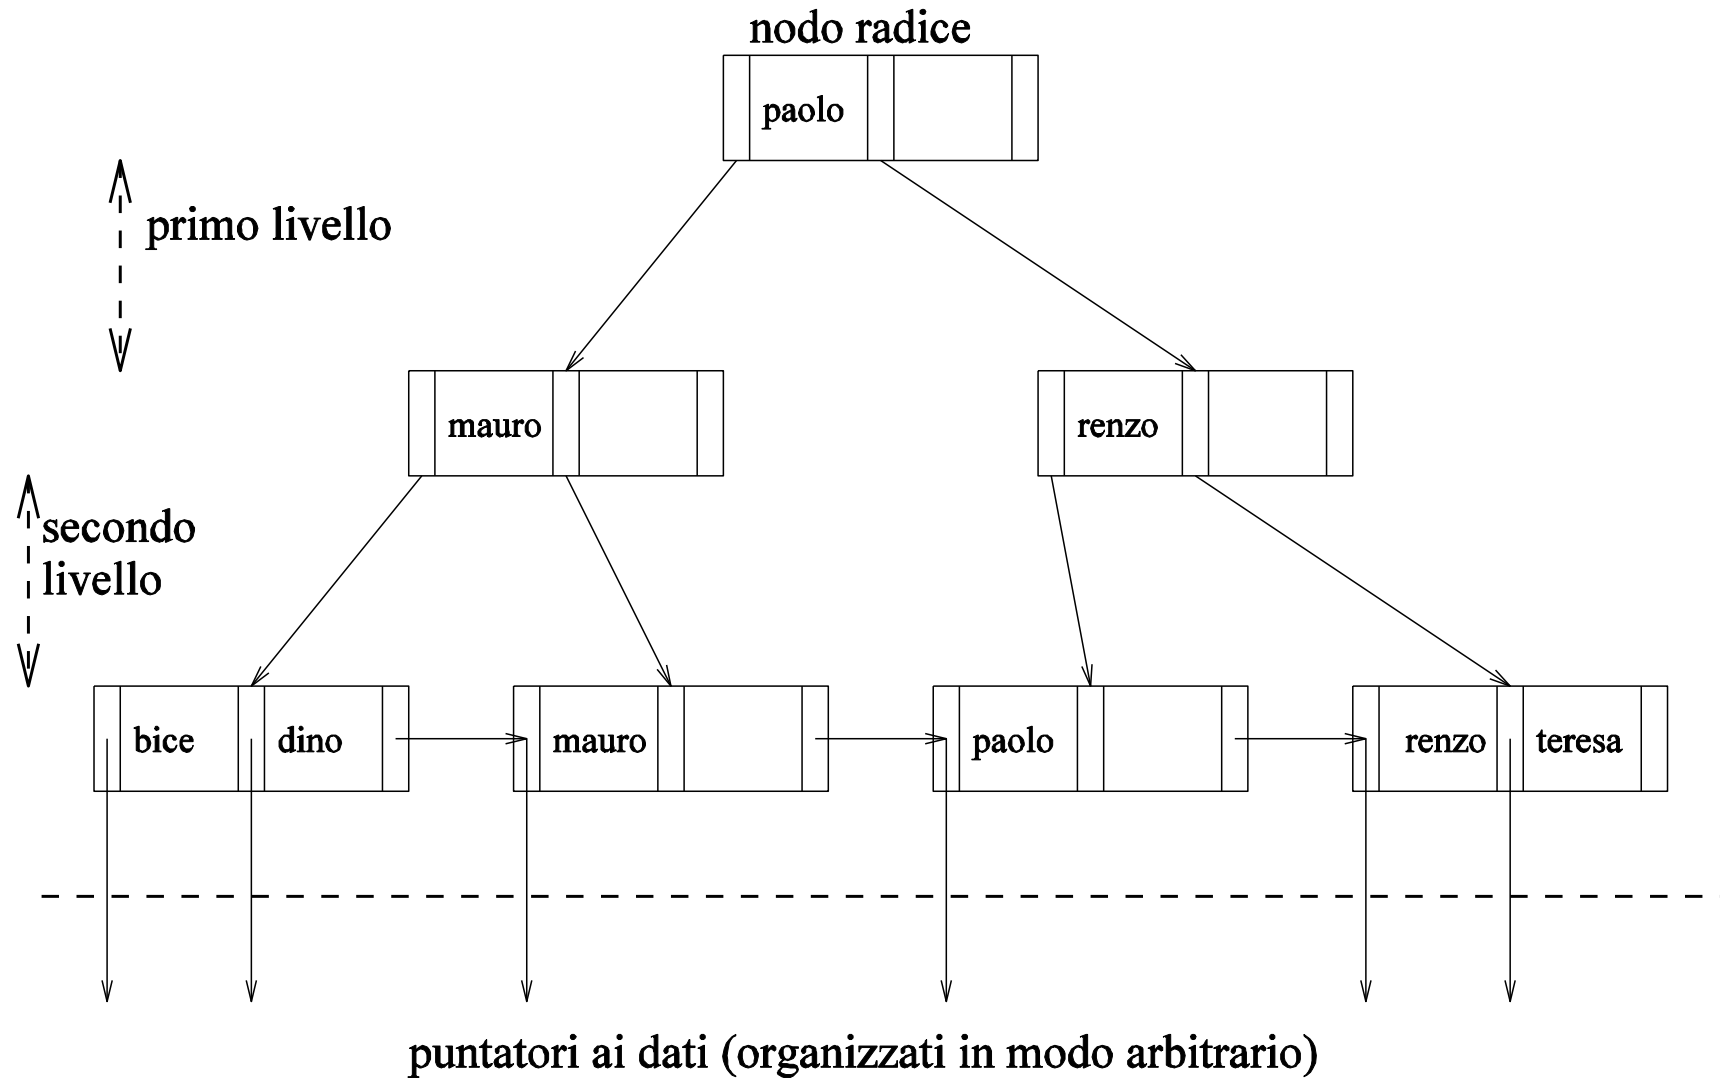 nodo radice
paolo
primo livello
mauro
renzo
secondo
livello
bice
dino
mauro
paolo
renzo
teresa
puntatori ai dati (organizzati in modo arbitrario)